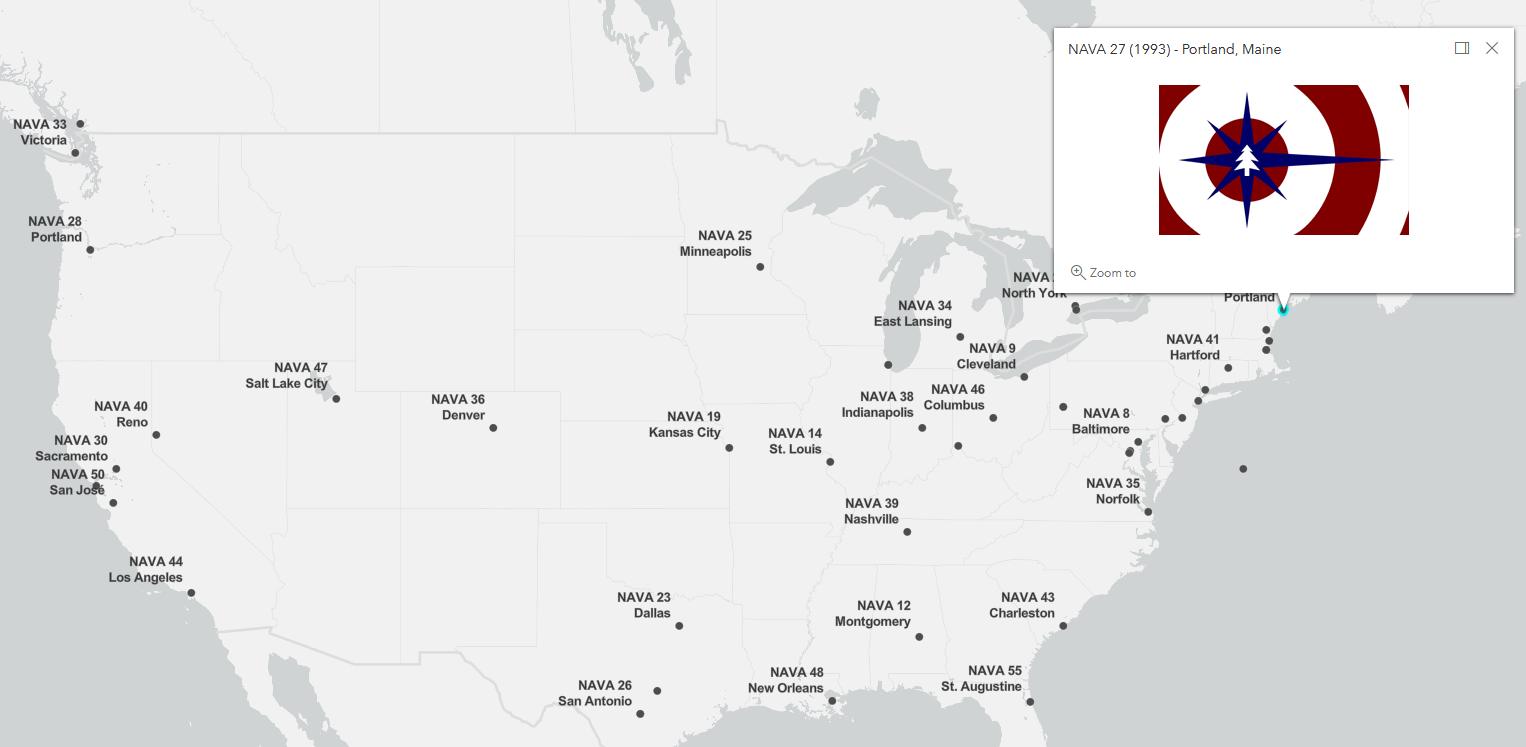 NAVA 27 (1993) - Portland, Maine
Zoom to
NAVA 33
Victoria
NAVA 28
Portland
NAVA 25
Minneapolis
NAVA
North York
Portland
NAVA 34
East Lansing
NAVA 41
Hartford
NAVA 9
Cleveland
NAVA 47
Salt Lake City
NAVA 36
Denver
NAVA 46
Columbus
NAVA 38
Indianapolis
NAVA 40
Reno
NAVA 19
Kansas City
NAVA 8
Baltimore
NAVA 14
St. Louis
NAVA 30
Sacramento
NAVA 50
San José
NAVA 35
Norfolk
NAVA 39
Nashville
NAVA 44
Los Angeles
NAVA 23
Dallas
NAVA 12
Montgomery
NAVA 43
Charleston
NAVA 48
New Orleans
NAVA 55
St. Augustine
NAVA 26
San Antonio